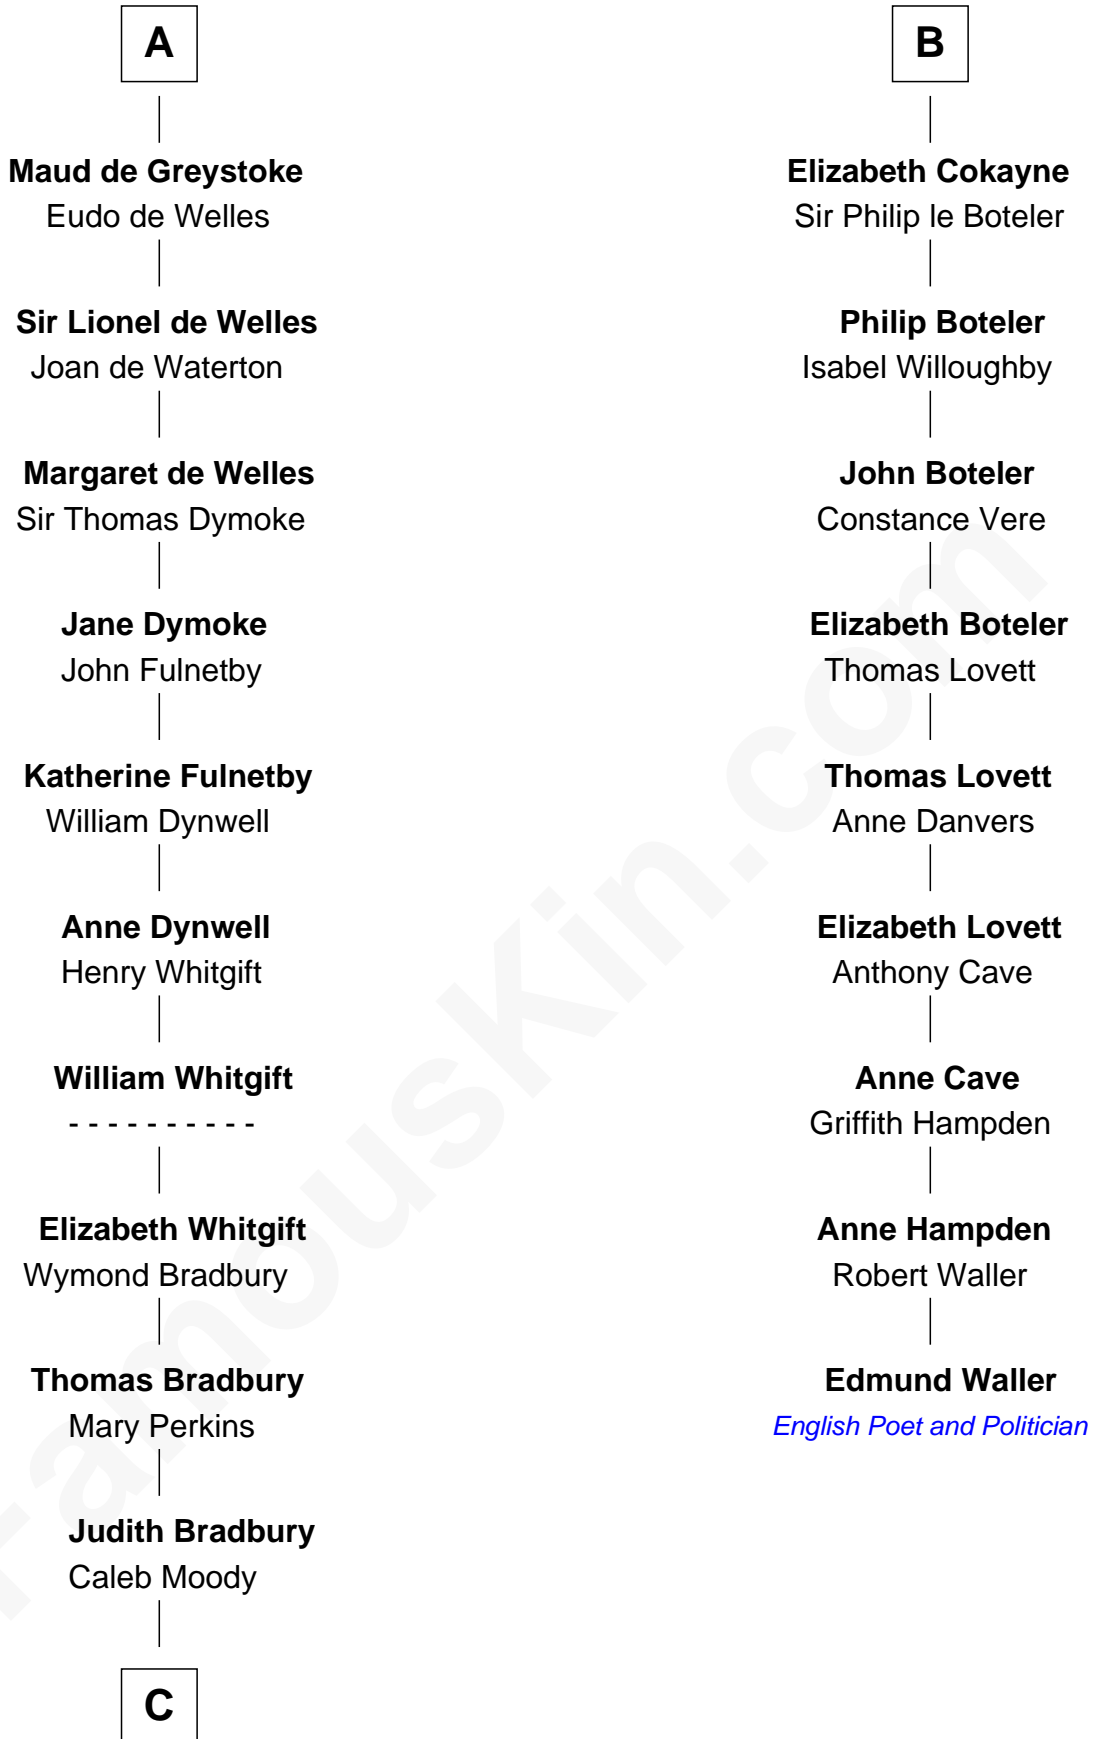 A
Maud de Greystoke
Eudo de Welles
Sir Lionel de Welles
Joan de Waterton
Margaret de Welles
Sir Thomas Dymoke
Jane Dymoke
John Fulnetby
Katherine Fulnetby
William Dynwell
Anne Dynwell
Henry Whitgift
William Whitgift
- - - - - - - - - -
Elizabeth Whitgift
Wymond Bradbury
Thomas Bradbury
Mary Perkins
Judith Bradbury
Caleb Moody
C
B
Elizabeth Cokayne
Sir Philip le Boteler
Philip Boteler
Isabel Willoughby
John Boteler
Constance Vere
Elizabeth Boteler
Thomas Lovett
Thomas Lovett
Anne Danvers
Elizabeth Lovett
Anthony Cave
Anne Cave
Griffith Hampden
Anne Hampden
Robert Waller
Edmund Waller
English Poet and Politician
FamousKin.com